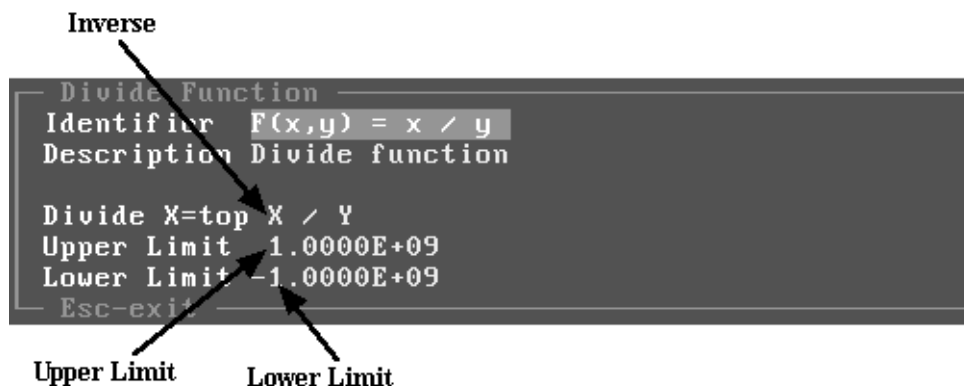 Inverse
Divide Function
Identifier F(x,y) = x / y
Description Divide function
Divide X=top X / Y
Upper Limit 1.0000E+09
Lower Limit -1.0000E+09
Esc-exit
Upper Limit
Lower Limit